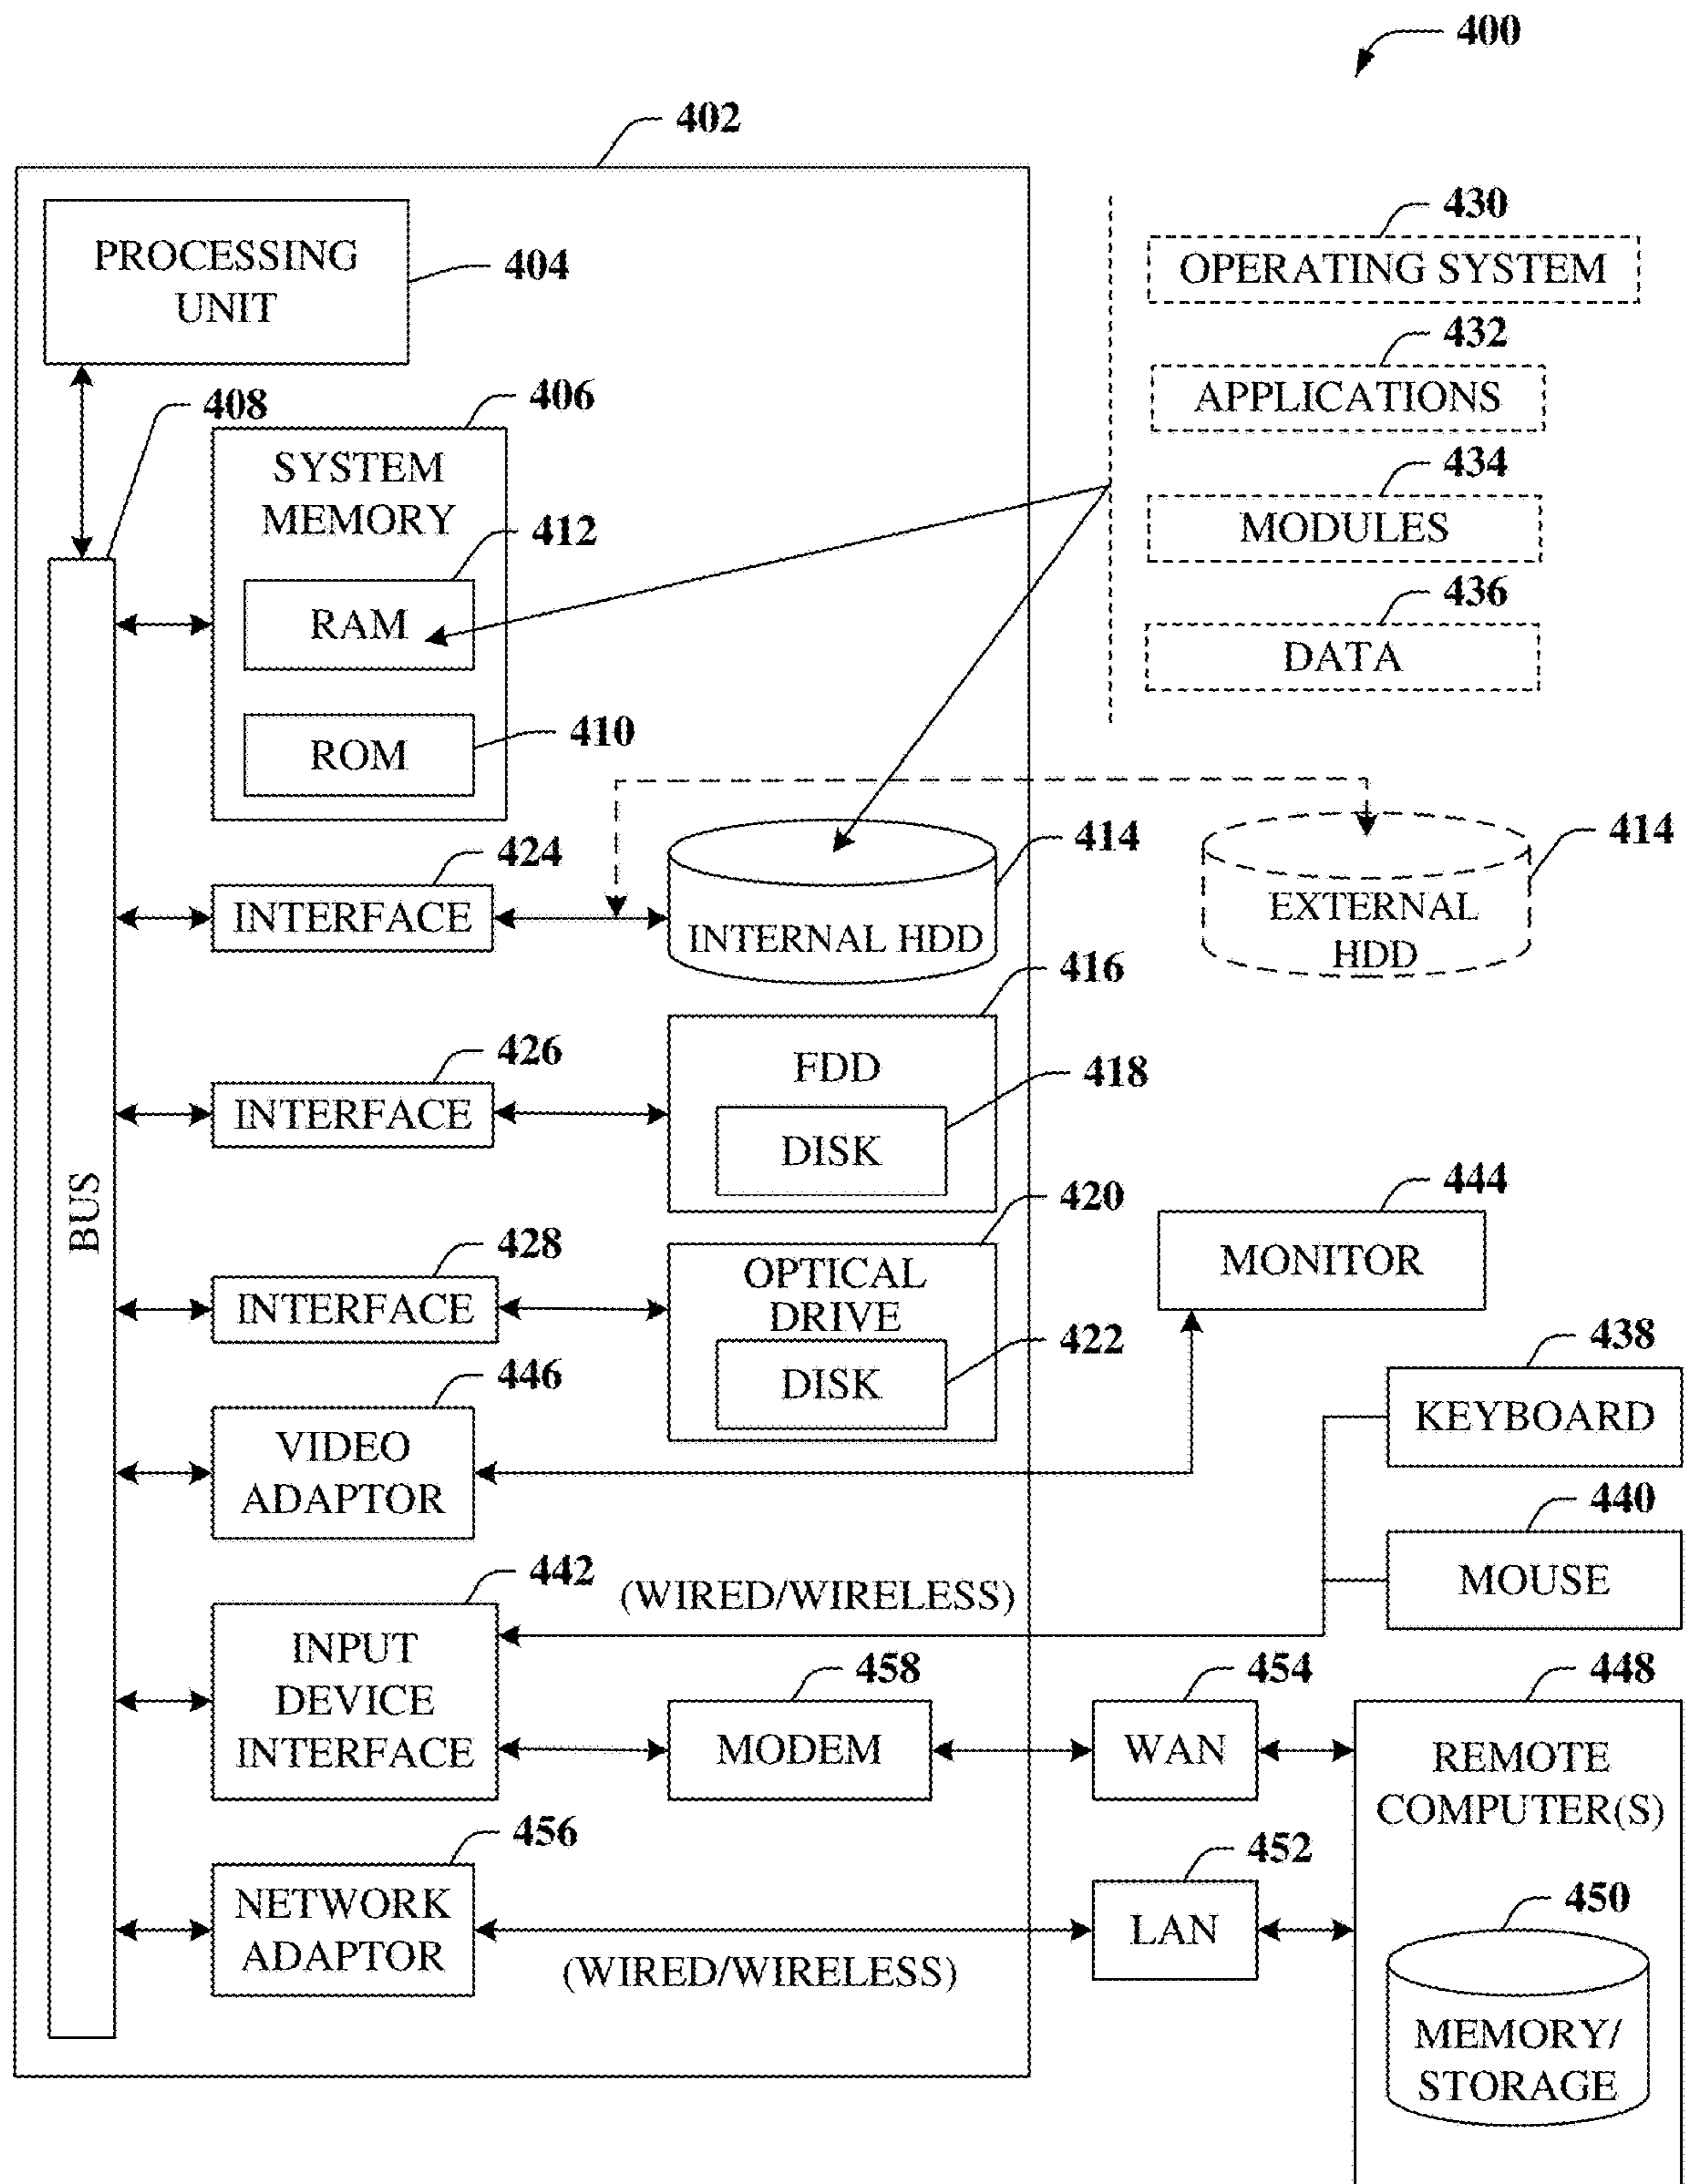 400
402
PROCESSING
UNIT
404
430
OPERATING SYSTEM
432
APPLICATIONS
434
MODULES
436
DATA
408
406
SYSTEM
MEMORY
412
RAM
410
ROM
424
INTERFACE
414
INTERNAL HDD
414
EXTERNAL
HDD
416
426
INTERFACE
FDD
418
DISK
BUS
420
428
INTERFACE
OPTICAL
DRIVE
422
DISK
444
MONITOR
446
VIDEO
ADAPTOR
438
KEYBOARD
440
MOUSE
442
(WIRED/WIRELESS)
INPUT
DEVICE
INTERFACE
458
MODEM
454
WAN
448
REMOTE
COMPUTER(S)
456
NETWORK
ADAPTOR
(WIRED/WIRELESS)
452
LAN
450
MEMORY/
STORAGE